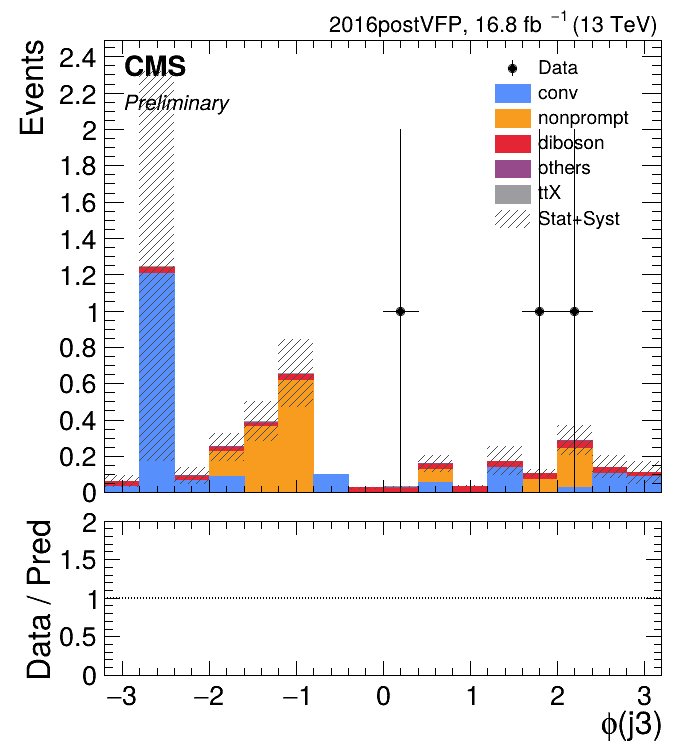 2016postVFP, 16.8 fb⁻¹ (13 TeV)
CMS
Preliminary
Events
Data
conv
nonprompt
diboson
others
ttX
Stat+Syst
2.4
2.2
2
1.8
1.6
1.4
1.2
1
0.8
0.6
0.4
0.2
0
Data / Pred
2
1.5
1
0.5
0
−3 −2 −1 0 1 2 3
ϕ(j3)